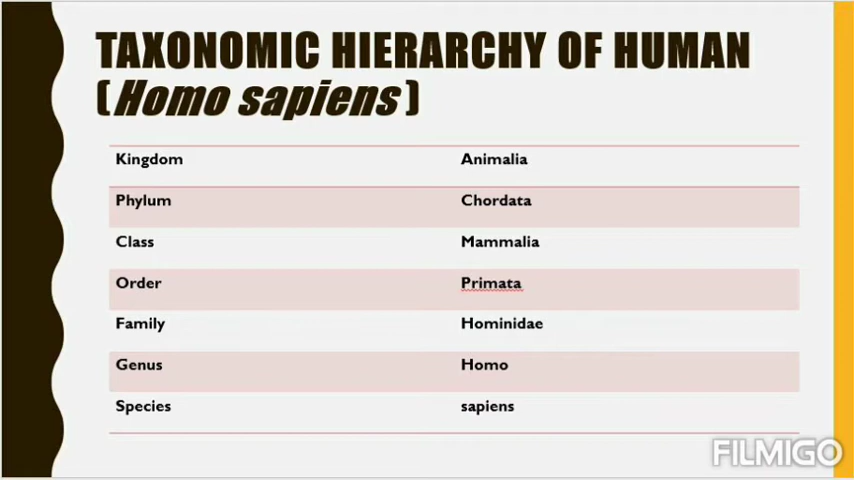 TAXONOMIC HIERARCHY OF HUMAN
(Homo sapiens)
Kingdom Animalia
Phylum Chordata
Class Mammalia
Order Primata
Family Hominidae
Genus Homo
Species sapiens
FILMIGO